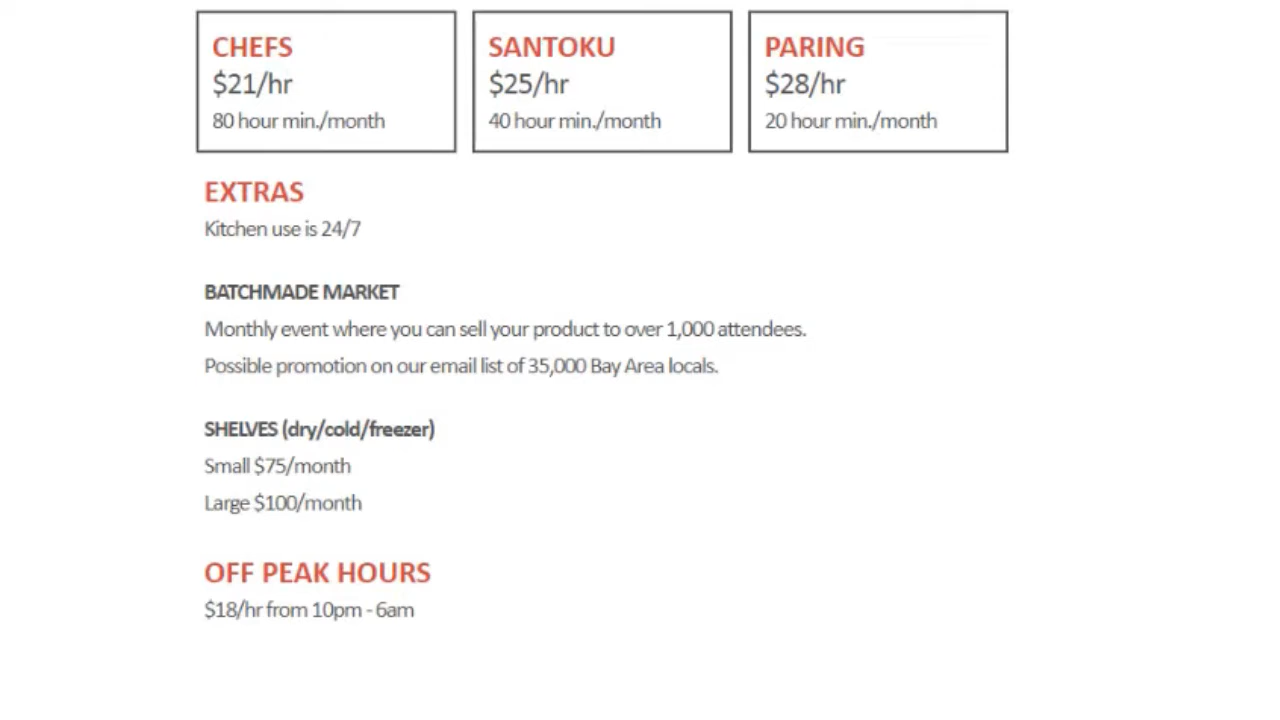 CHEFS
$21/hr
80 hour min./month
SANTOKU
$25/hr
40 hour min./month
PARING
$28/hr
20 hour min./month
EXTRAS
Kitchen use is 24/7
BATCHMADE MARKET
Monthly event where you can sell your product to over 1,000 attendees.
Possible promotion on our email list of 35,000 Bay Area locals.
SHELVES (dry/cold/freezer)
Small $75/month
Large $100/month
OFF PEAK HOURS
$18/hr from 10pm - 6am